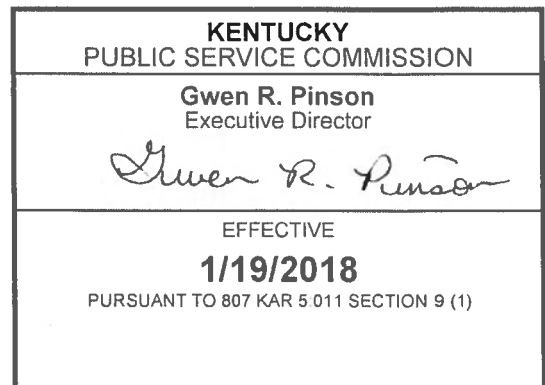 KENTUCKY
PUBLIC SERVICE COMMISSION
Gwen R. Pinson
Executive Director
Gwen R. Pinson
EFFECTIVE
1/19/2018
PURSUANT TO 807 KAR 5:011 SECTION 9 (1)